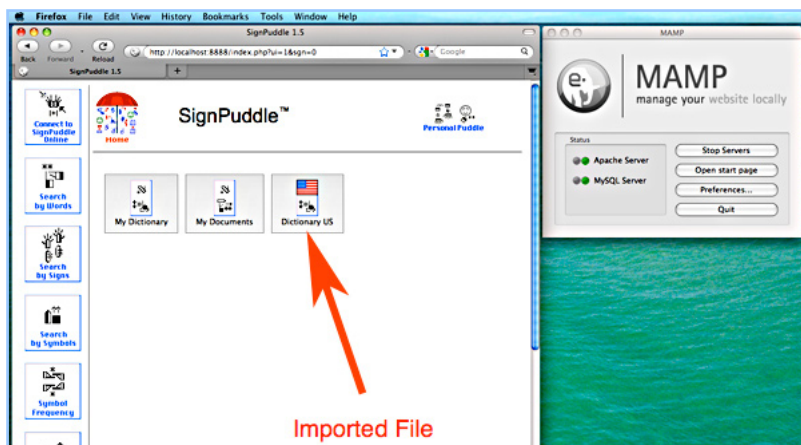 Firefox File Edit View History Bookmarks Tools Window Help
SignPuddle 1.5
Back Forward Reload
http://localhost:8888/index.php?ui=1&sgn=0
Google
SignPuddle 1.5
Connect to
SignPuddle
Online
Search
by Words
Search
by Signs
Search
by Symbols
Symbol
Frequency
Home
SignPuddle™
Personal Puddle
My Dictionary
My Documents
Dictionary US
Imported File
MAMP
MAMP
manage your website locally
Status
Apache Server
MySQL Server
Stop Servers
Open start page
Preferences...
Quit